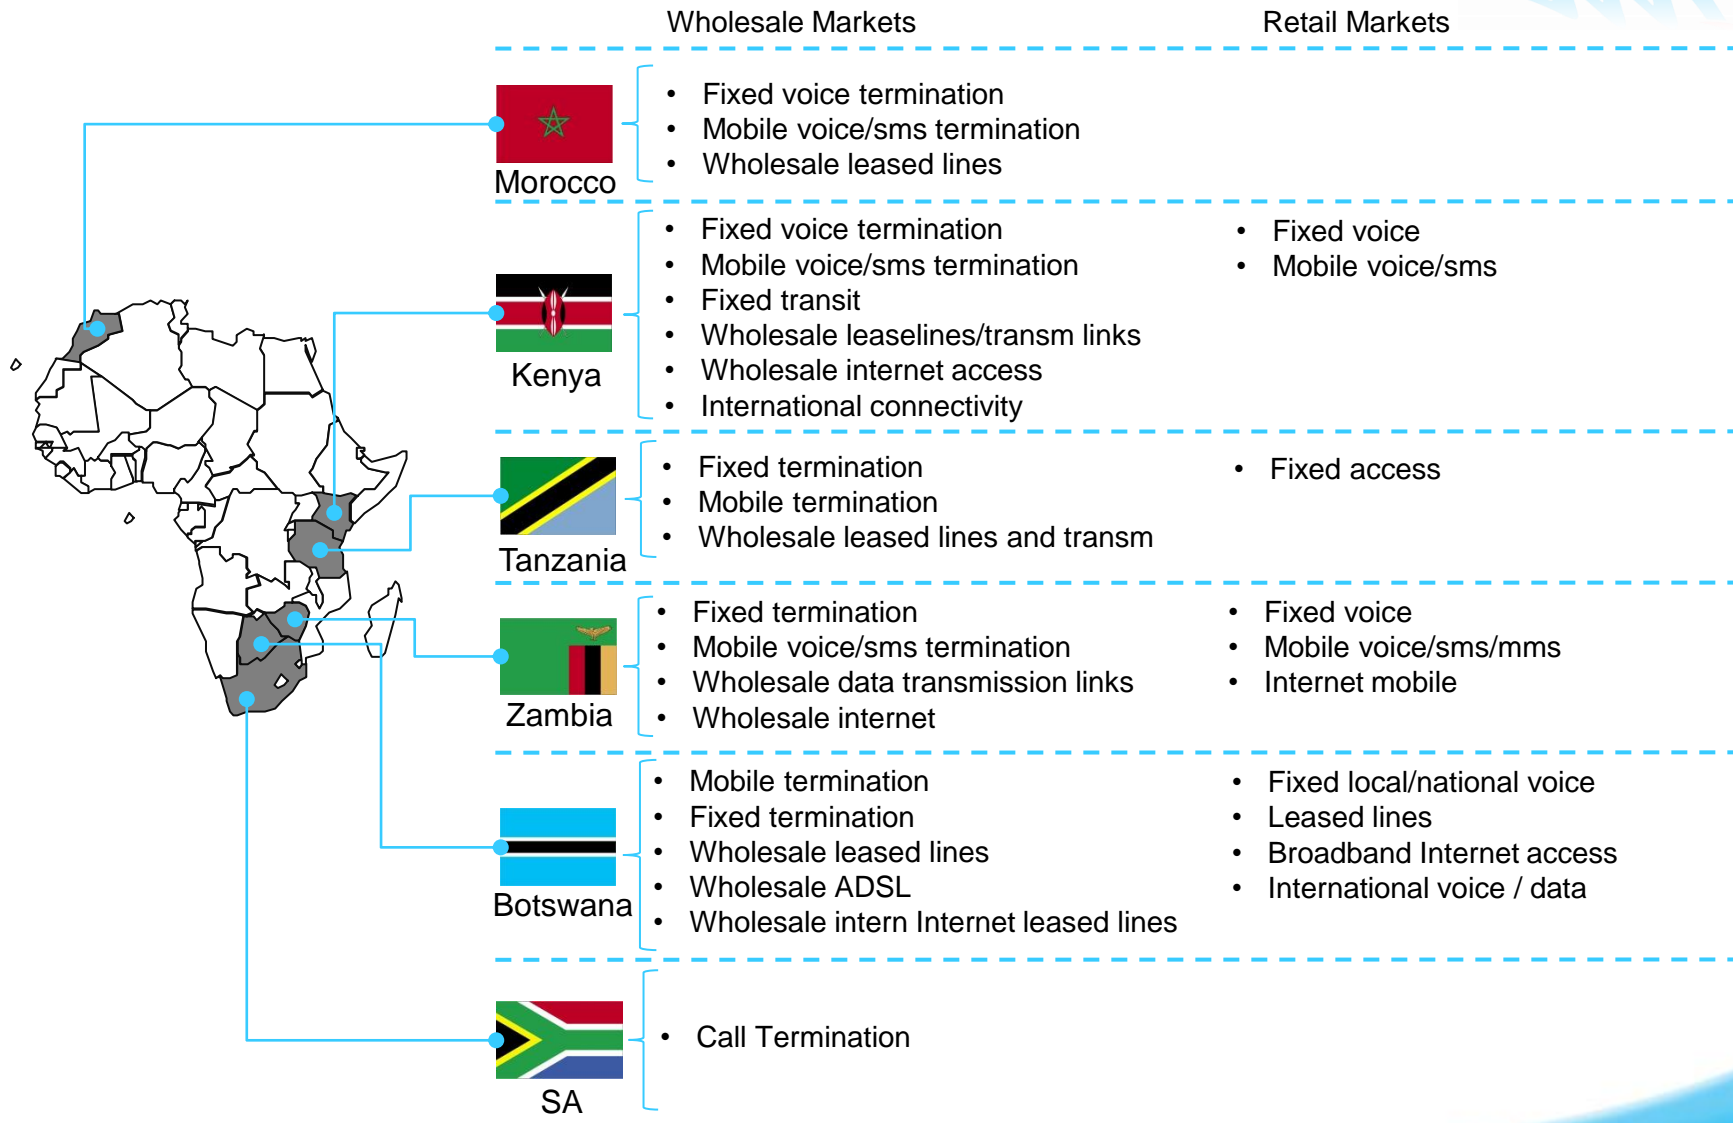 Wholesale Markets
Retail Markets
Morocco
• Fixed voice termination
• Mobile voice/sms termination
• Wholesale leased lines
Kenya
• Fixed voice termination
• Mobile voice/sms termination
• Fixed transit
• Wholesale leaselines/transm links
• Wholesale internet access
• International connectivity
• Fixed voice
• Mobile voice/sms
Tanzania
• Fixed termination
• Mobile termination
• Wholesale leased lines and transm
• Fixed access
Zambia
• Fixed termination
• Mobile voice/sms termination
• Wholesale data transmission links
• Wholesale internet
• Fixed voice
• Mobile voice/sms/mms
• Internet mobile
Botswana
• Mobile termination
• Fixed termination
• Wholesale leased lines
• Wholesale ADSL
• Wholesale intern Internet leased lines
• Fixed local/national voice
• Leased lines
• Broadband Internet access
• International voice / data
SA
• Call Termination